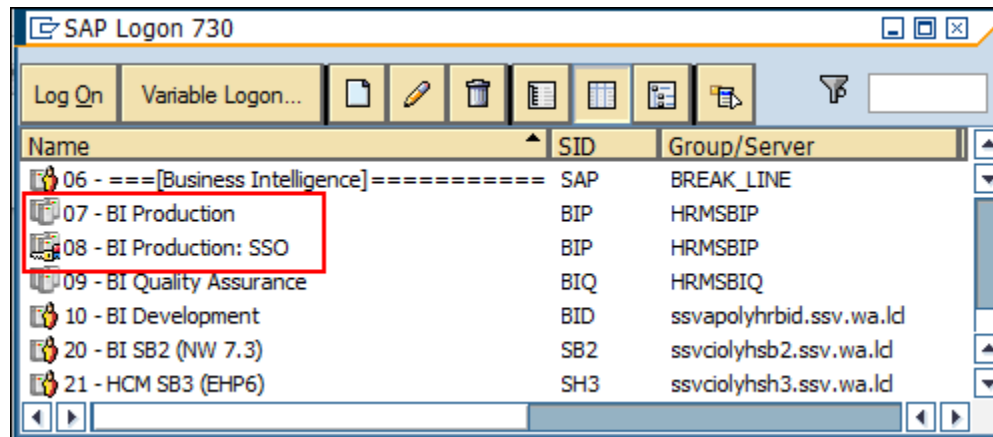 SAP Logon 730
Log On Variable Logon...
Name SID Group/Server
06 - ===[Business Intelligence]=========== SAP BREAK_LINE
07 - BI Production BIP HRMSBIP
08 - BI Production: SSO BIP HRMSBIP
09 - BI Quality Assurance BIQ HRMSBIQ
10 - BI Development BID ssvapolyhrbid.ssv.wa.lcl
20 - BI SB2 (NW 7.3) SB2 ssvciolyhsb2.ssv.wa.lcl
21 - HCM SB3 (EHP6) SH3 ssvciolyhsh3.ssv.wa.lcl